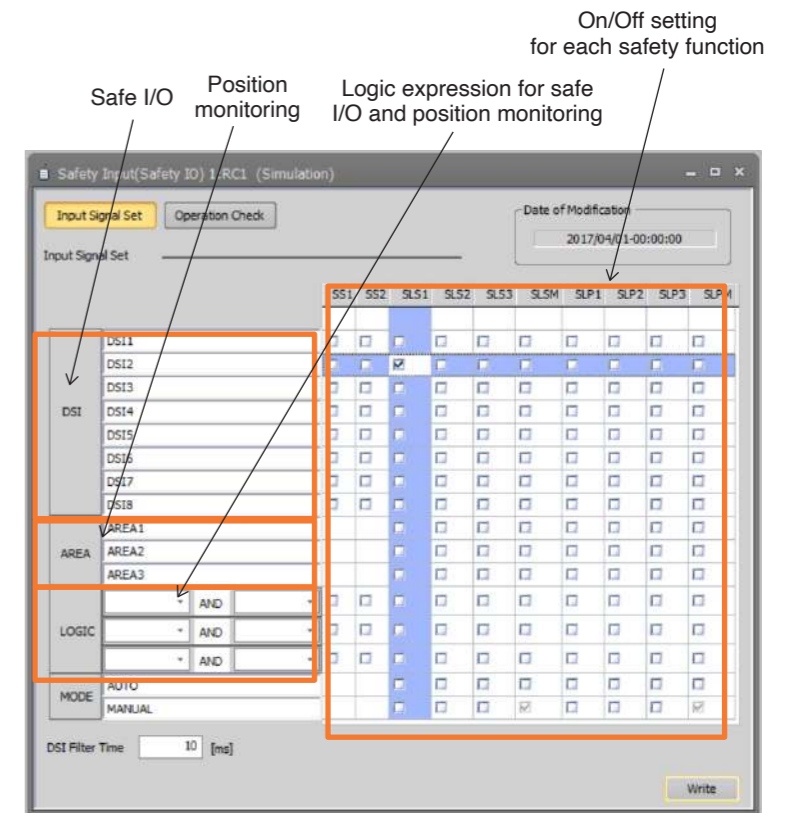 On/Off setting
for each safety function
Safe I/O
Position
monitoring
Logic expression for safe
I/O and position monitoring
Safety Input(Safety IO) 1:RC1 (Simulation)
Input Signal Set
Operation Check
Date of Modification
2017/04/01-00:00:00
Input Signal Set
SS1 SS2 SLS1 SLS2 SLS3 SLSM SLP1 SLP2 SLP3 SLPM
DSI
DSI1
DSI2
DSI3
DSI4
DSI5
DSI6
DSI7
DSI8
AREA
AREA1
AREA2
AREA3
LOGIC
AND
AND
AND
MODE
AUTO
MANUAL
DSI Filter Time 10 [ms]
Write